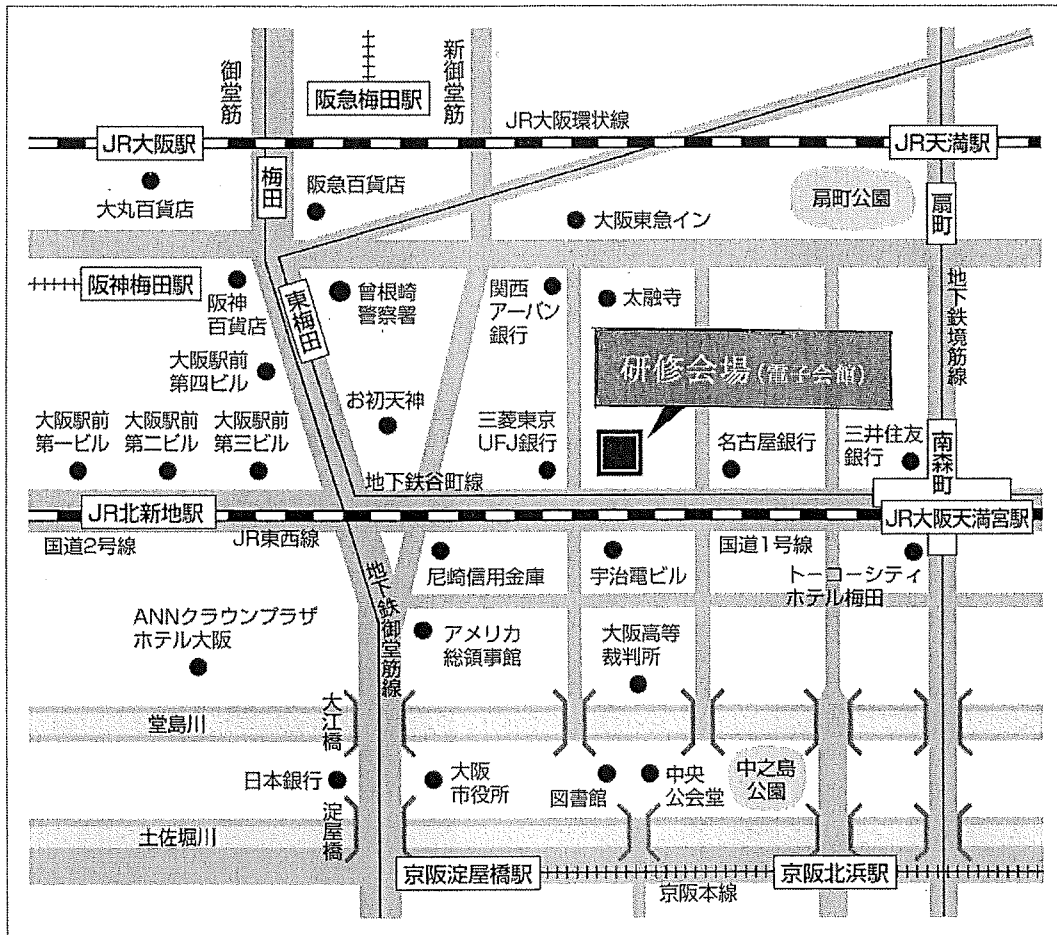 御堂筋
阪急梅田駅
新御堂筋
JR大阪環状線
JR大阪駅
JR天満駅
梅田
大丸百貨店
阪急百貨店
大阪東急イン
扇町公園
扇町
阪神梅田駅
阪神
百貨店
東梅田
曾根崎
警察署
関西
アーバン
銀行
太融寺
地下鉄境筋線
大阪駅前
第四ビル
研修会場(電子会館)
お初天神
大阪駅前
第一ビル
大阪駅前
第二ビル
大阪駅前
第三ビル
三菱東京
UFJ銀行
名古屋銀行
三井住友
銀行
南森町
地下鉄谷町線
JR北新地駅
JR大阪天満宮駅
国道2号線
JR東西線
国道1号線
尼崎信用金庫
宇治電ビル
トーコーシティ
ホテル梅田
地下鉄御堂筋線
ANNクラウンプラザ
ホテル大阪
アメリカ
総領事館
大阪高等
裁判所
大江橋
堂島川
日本銀行
大阪
市役所
図書館
中央
公会堂
中之島
公園
淀屋橋
土佐堀川
京阪淀屋橋駅
京阪北浜駅
京阪本線